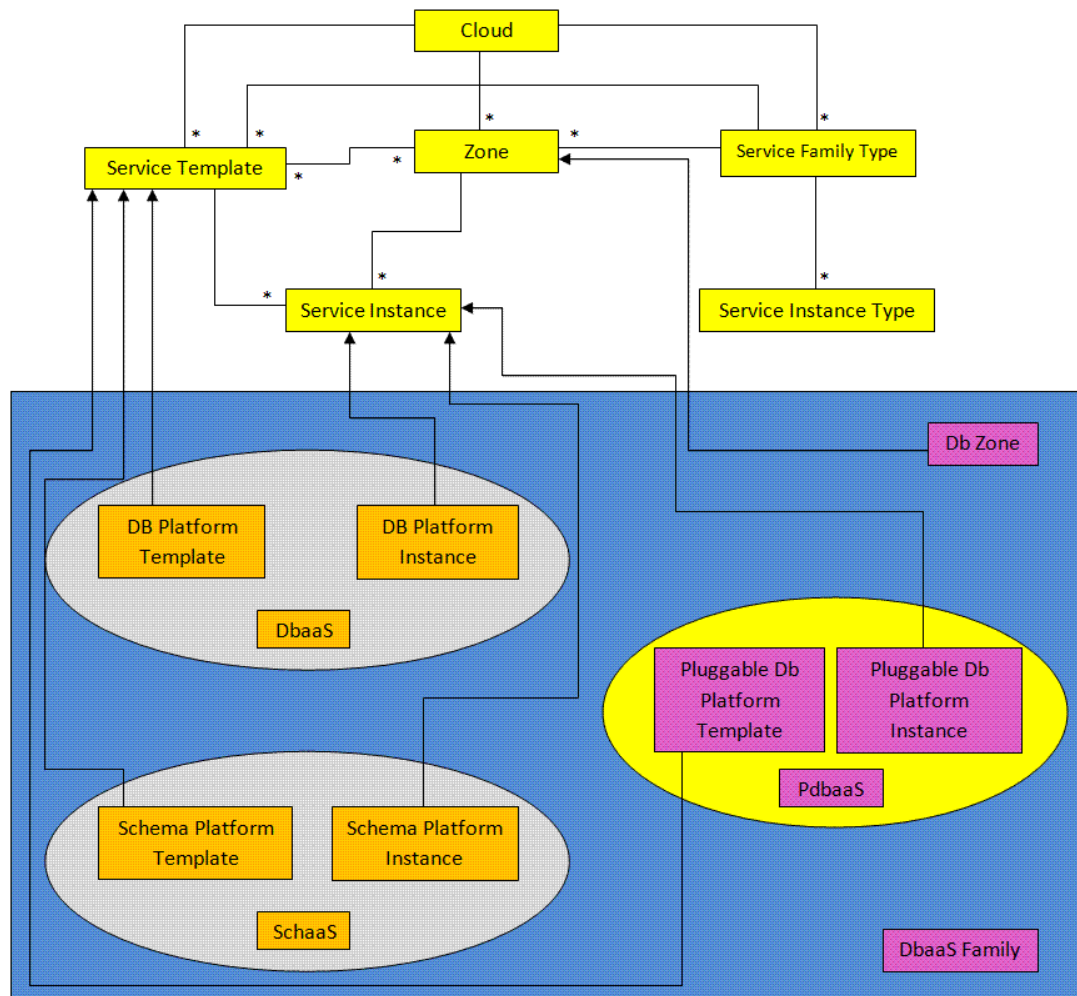 Cloud
*
*
*
*
*
Service Template
*
*
Zone
Service Family Type
*
*
*
Service Instance
Service Instance Type
Db Zone
DB Platform
Template
DB Platform
Instance
DbaaS
Pluggable Db
Platform
Template
Pluggable Db
Platform
Instance
PdbaaS
Schema Platform
Template
Schema Platform
Instance
SchaaS
DbaaS Family